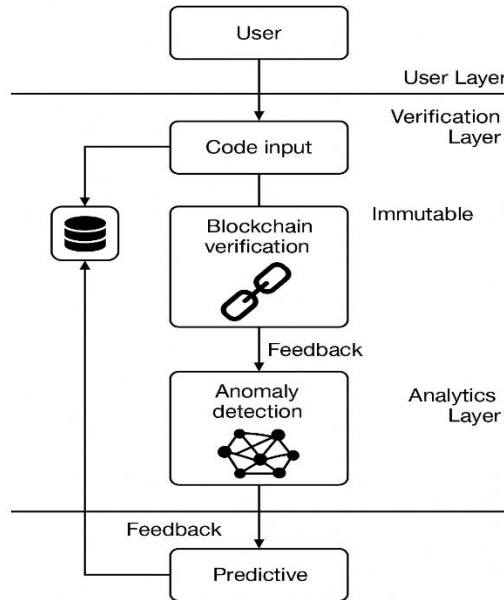 User
User Layer
Verification
Layer
Code input
Immutable
Blockchain
verification
Feedback
Anomaly
detection
Analytics
Layer
Feedback
Predictive